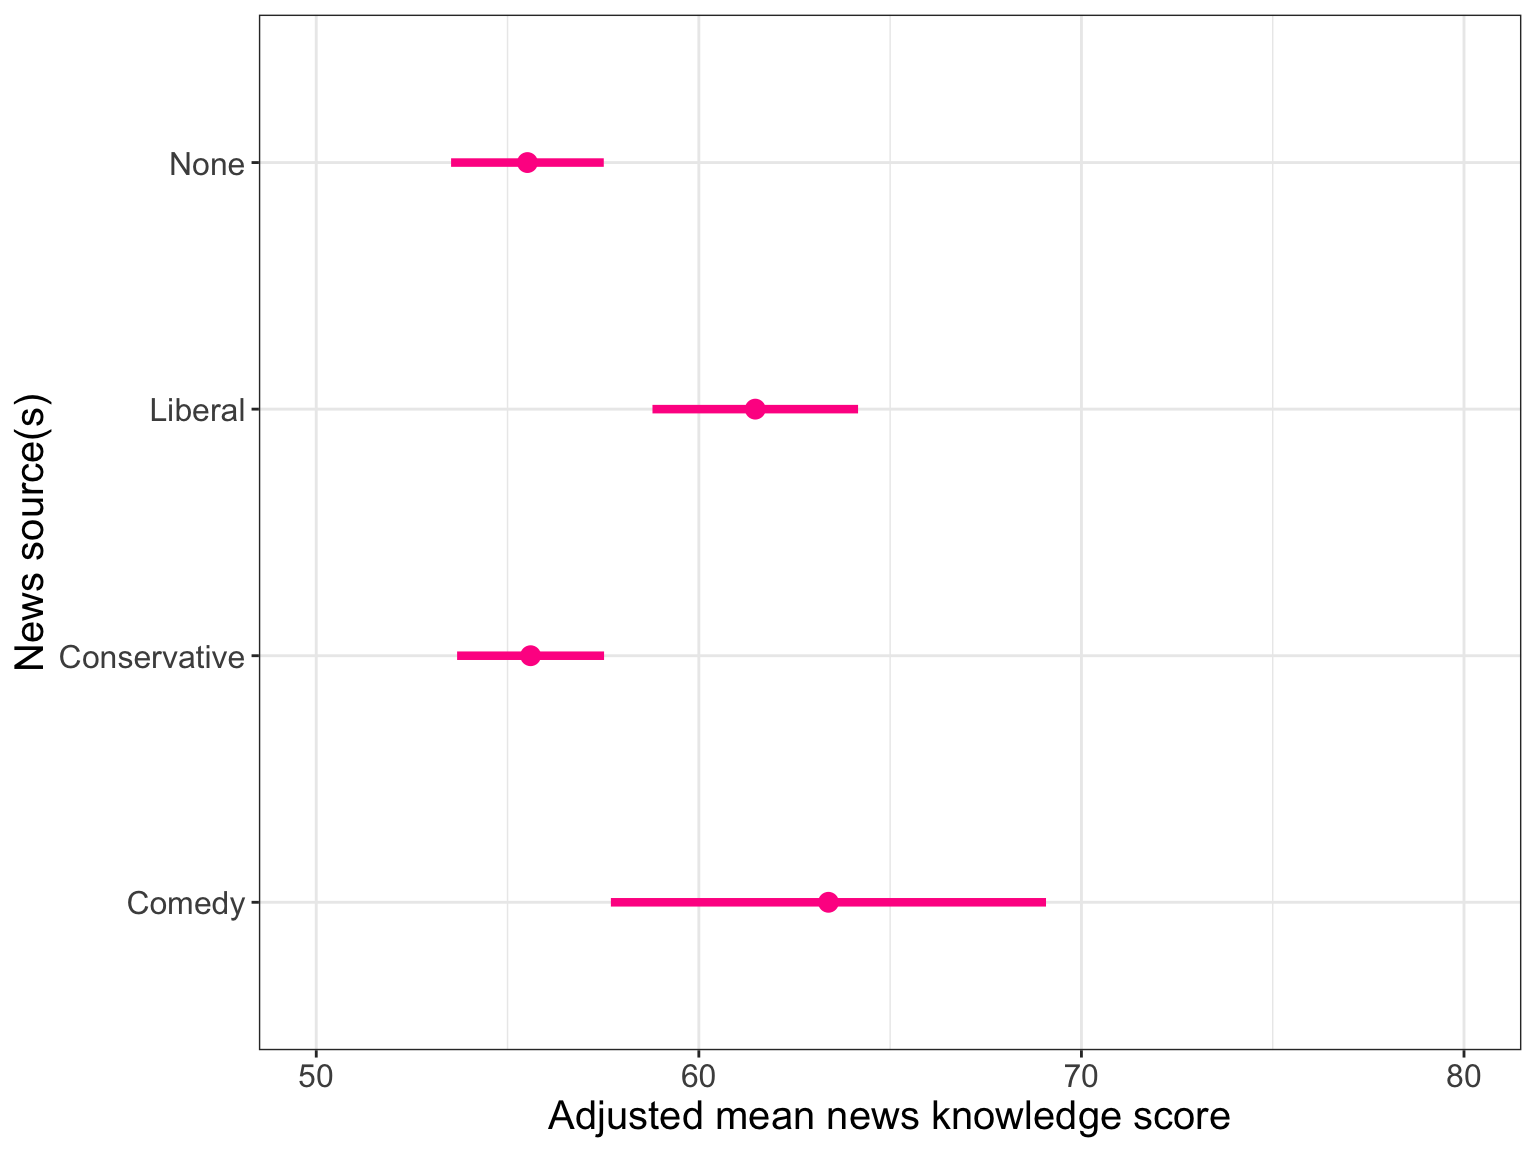 News source(s)
None
Liberal
Conservative
Comedy
50 60 70 80
Adjusted mean news knowledge score